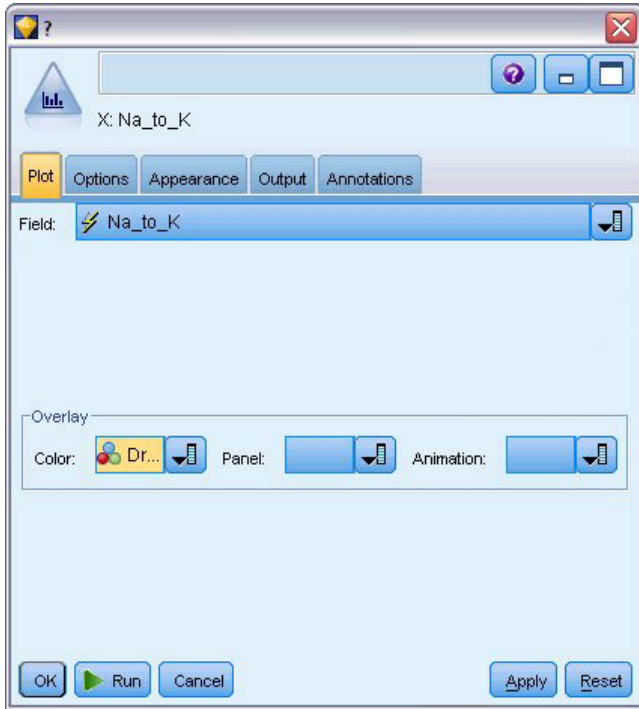 ?
X: Na_to_K
Plot Options Appearance Output Annotations
Field: Na_to_K
Overlay
Color: Dr... Panel: Animation:
OK Run Cancel Apply Reset